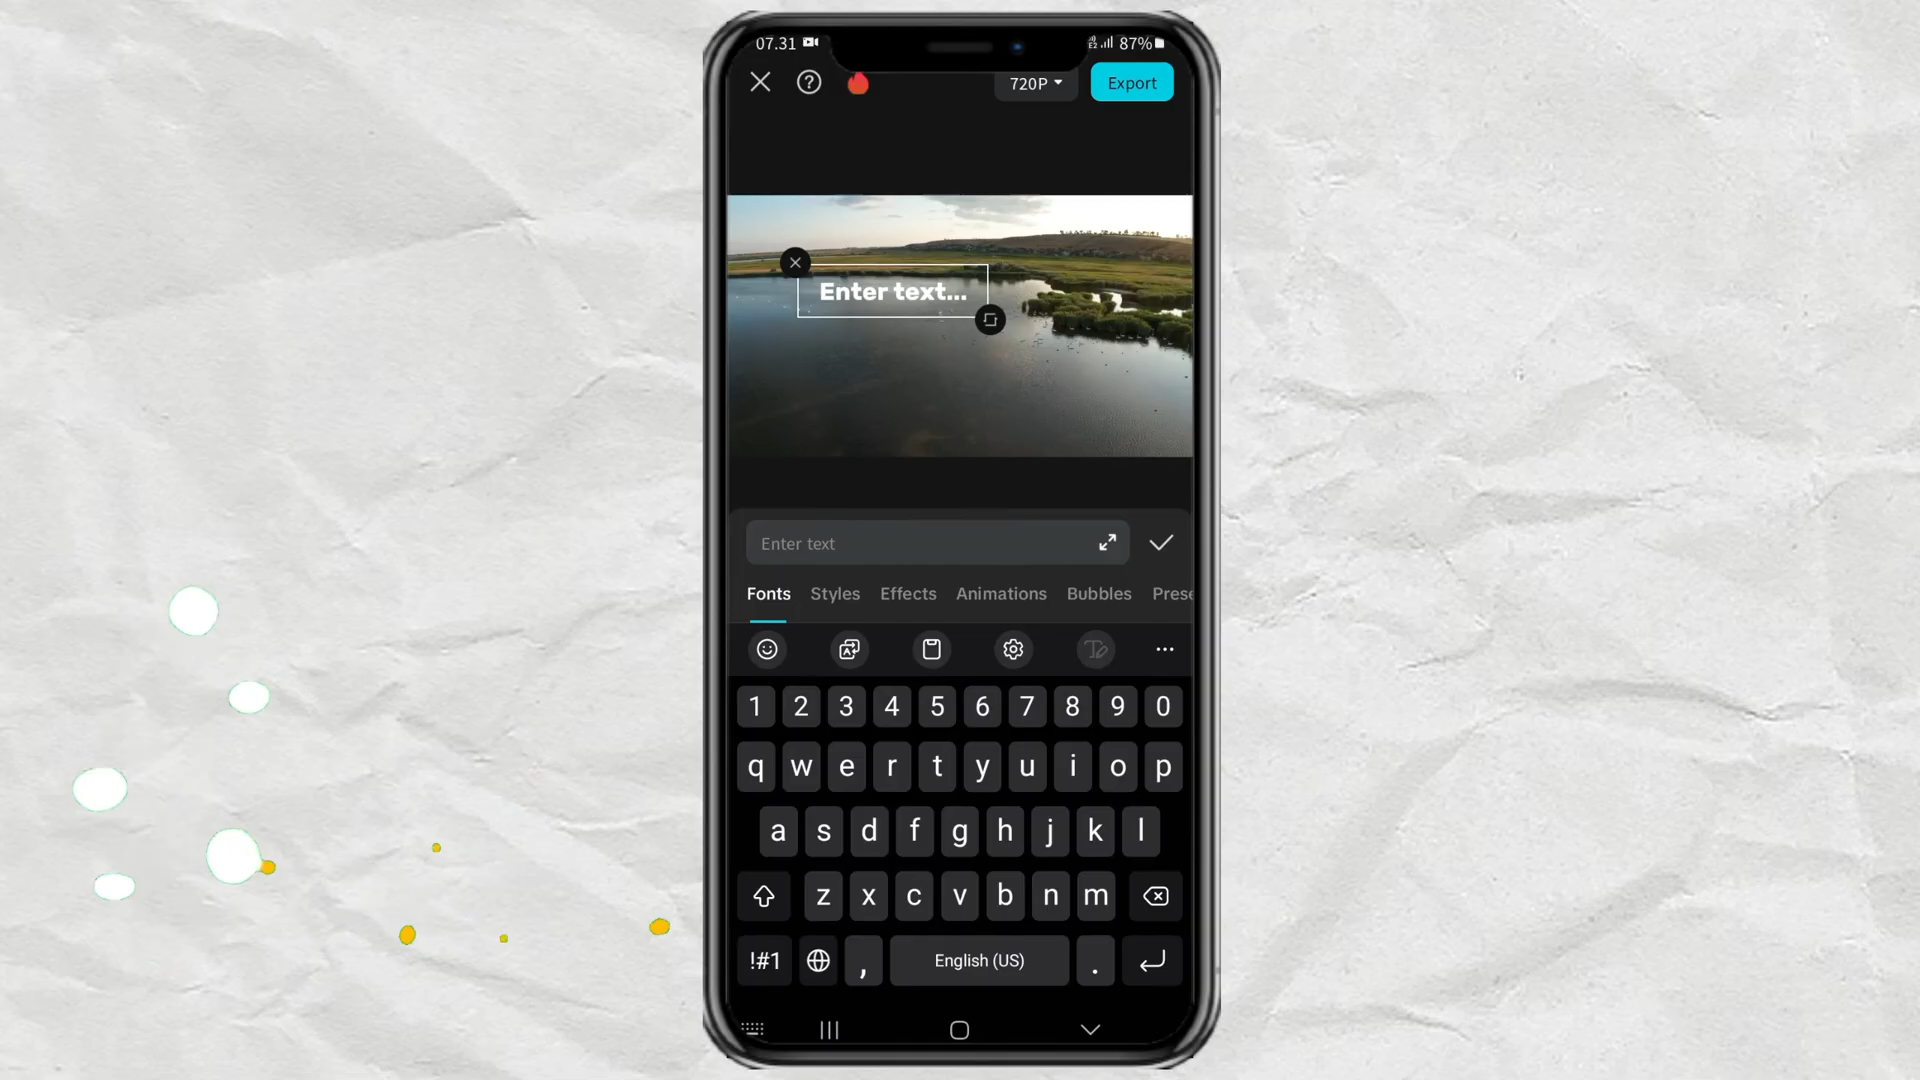 07.31 87%
720P Export
Enter text...
Enter text
Fonts Styles Effects Animations Bubbles Prese
1 2 3 4 5 6 7 8 9 0
q w e r t y u i o p
a s d f g h j k l
z x c v b n m
!#1 , English (US) .